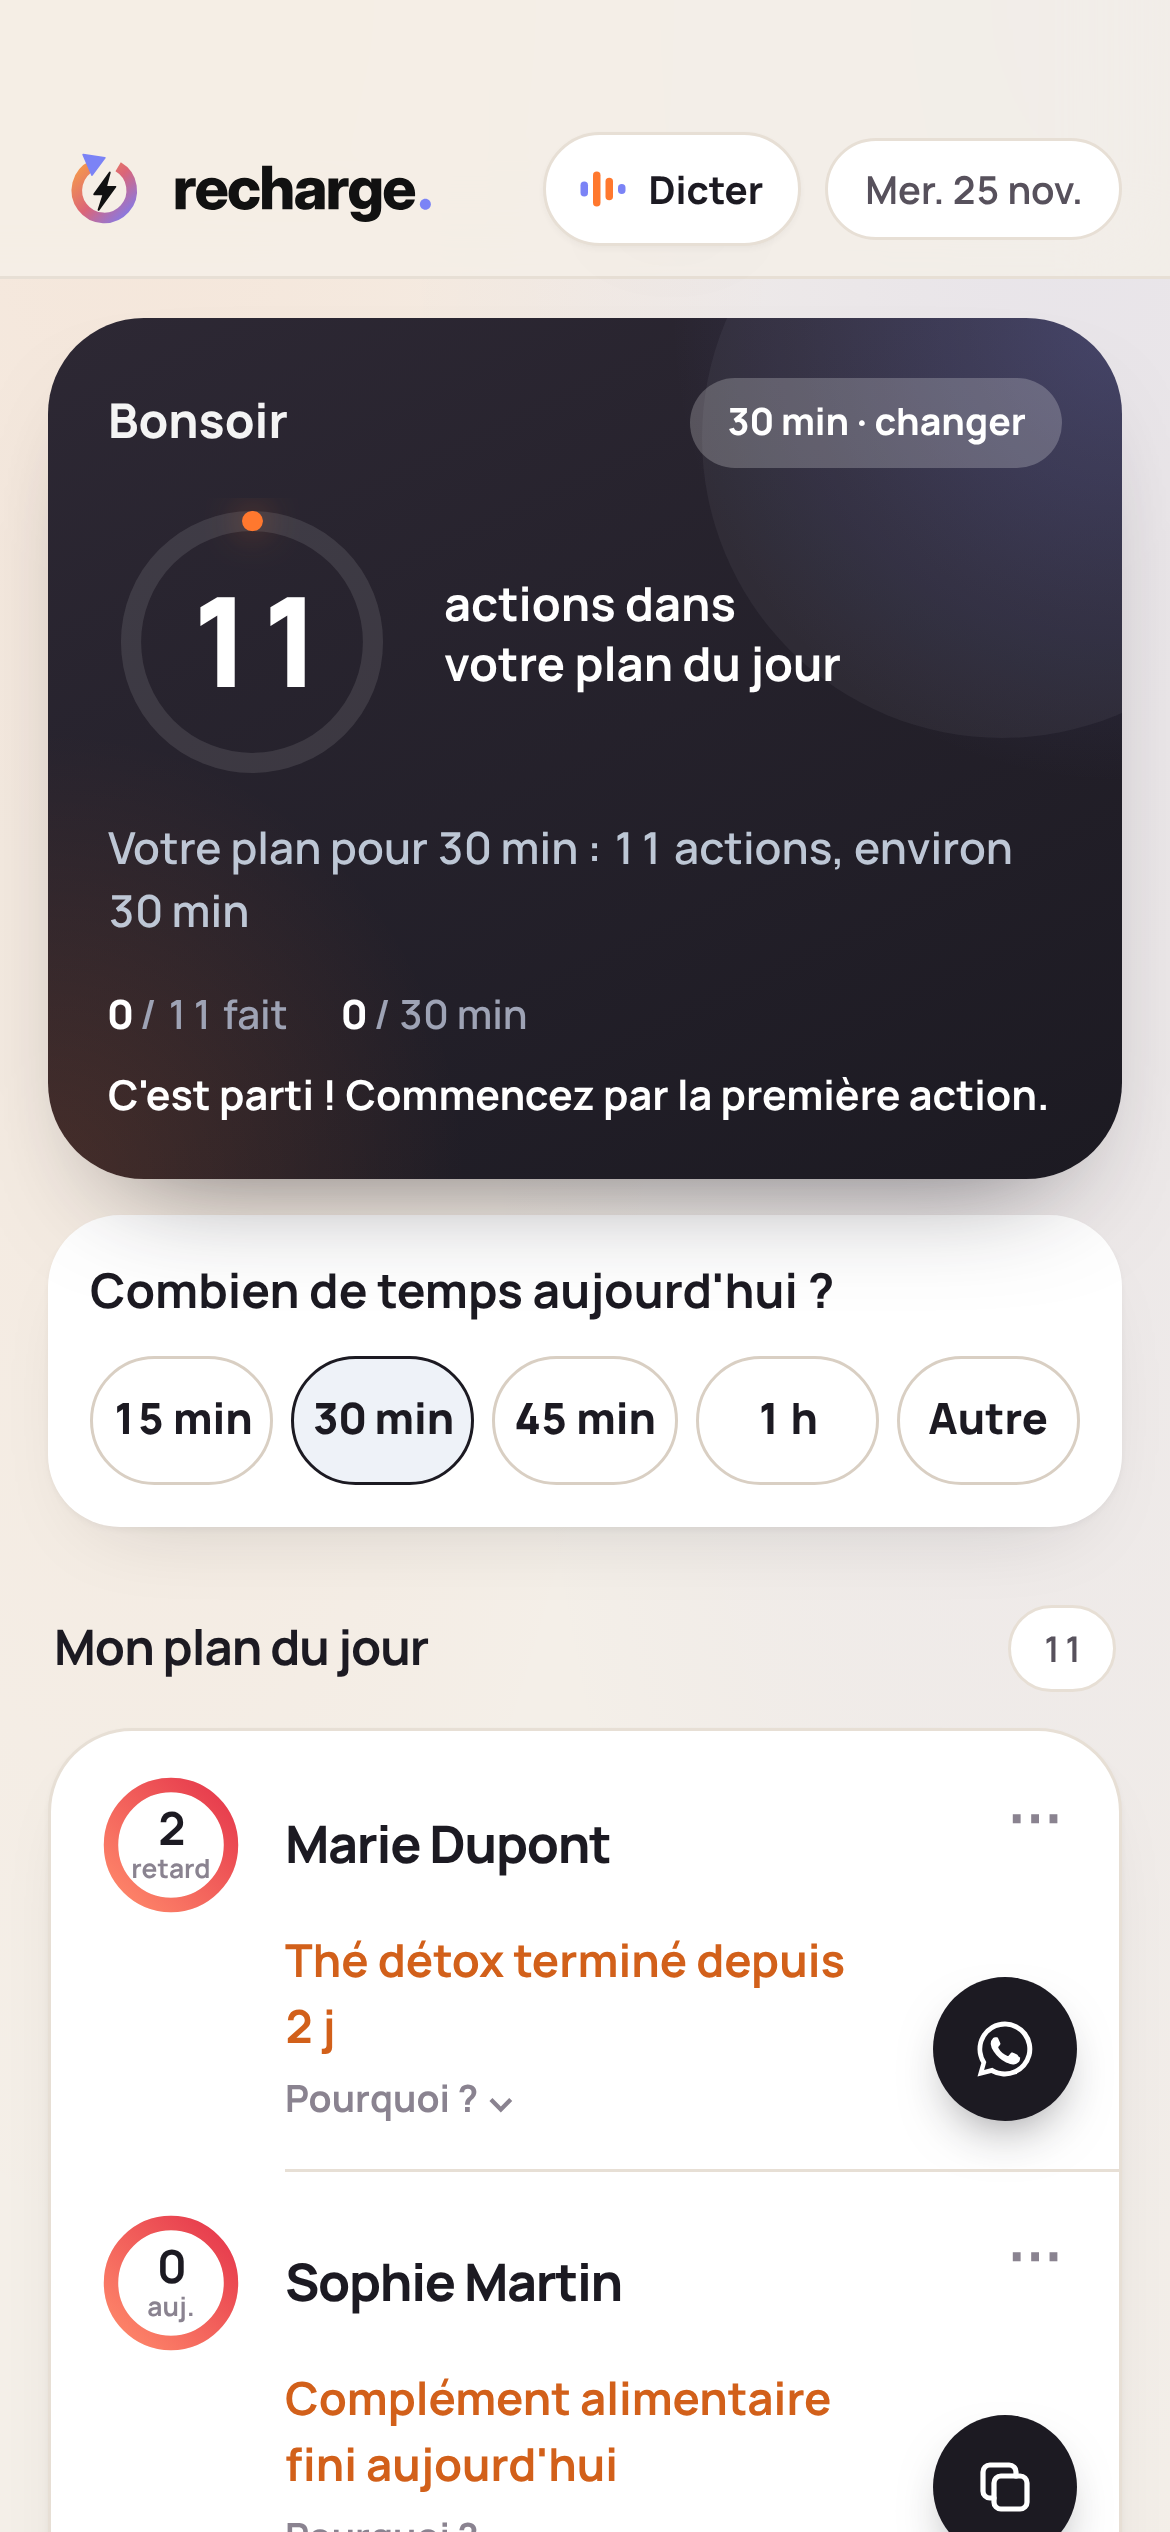 recharge.
Dicter
Mer. 25 nov.
Bonsoir
30 min · changer
11
actions dans
votre plan du jour
Votre plan pour 30 min : 11 actions, environ
30 min
0 / 11 fait 0 / 30 min
C'est parti ! Commencez par la première action.
Combien de temps aujourd'hui ?
15 min 30 min 45 min 1 h Autre
Mon plan du jour
11
2
retard
Marie Dupont
Thé détox terminé depuis
2 j
Pourquoi ?
0
auj.
Sophie Martin
Complément alimentaire
fini aujourd'hui
Pourquoi ?